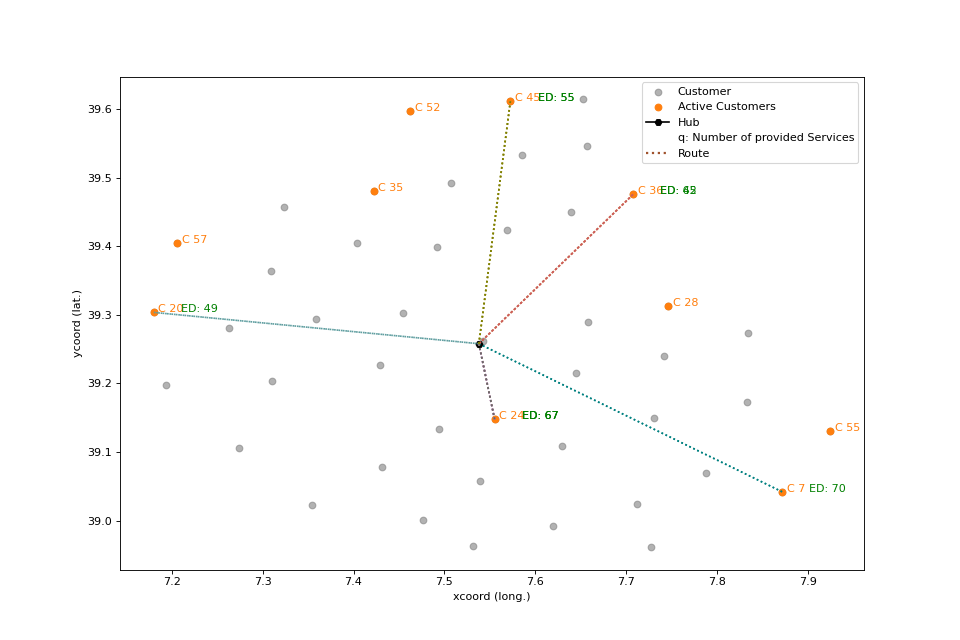 Customer
Active Customers
Hub
q: Number of provided Services
Route
C 45 ED: 55
C 52
C 35
C 36
C 57
C 28
C 20 ED: 49
C 24 ED: 67
C 55
C 7 ED: 70
39.6
39.5
39.4
39.3
39.2
39.1
39.0
ycoord (lat.)
7.2 7.3 7.4 7.5 7.6 7.7 7.8 7.9
xcoord (long.)